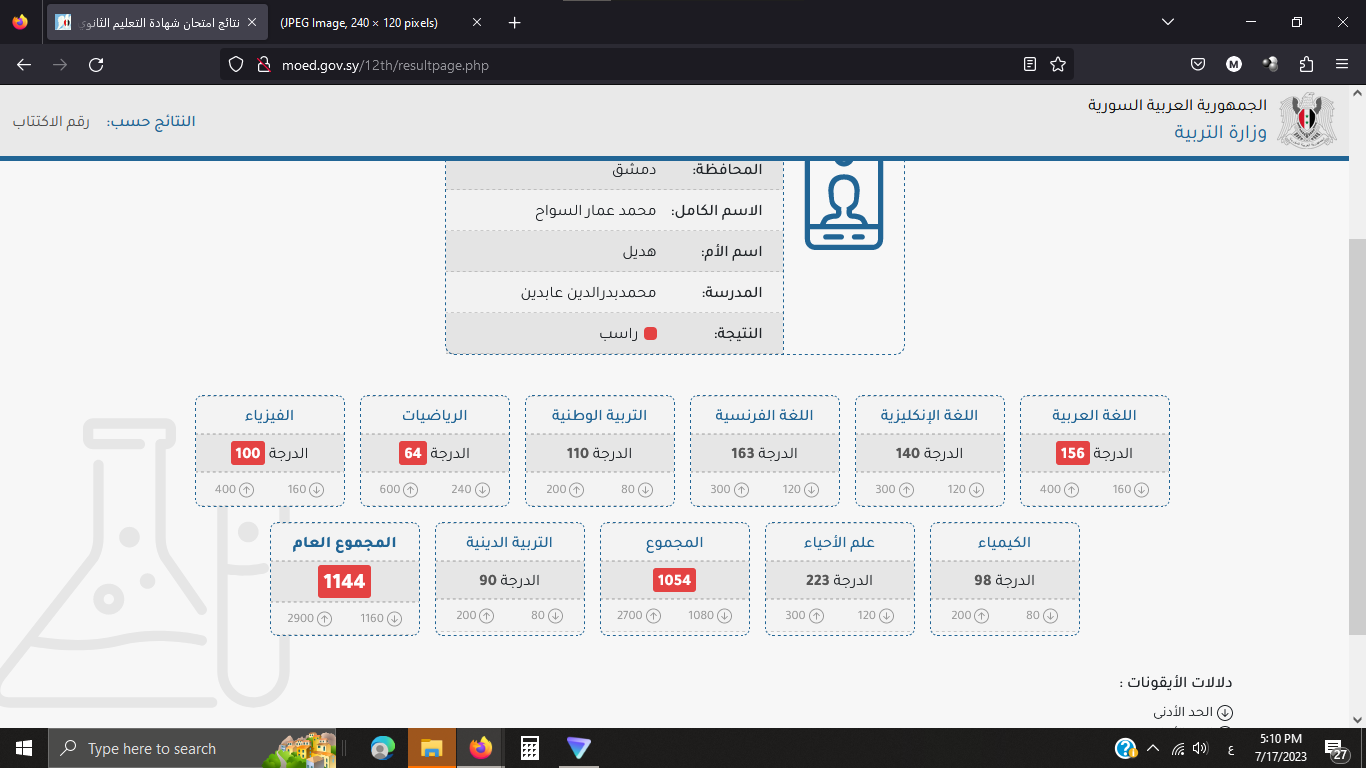 نتائج امتحان شهادة التعليم الثانوي
(JPEG Image, 240 × 120 pixels)
moed.gov.sy/12th/resultpage.php
M
الجمهورية العربية السورية
وزارة التربية
النتائج حسب: رقم الاكتتاب
المحافظة: دمشق
الاسم الكامل: محمد عمار السواح
اسم الأم: هديل
المدرسة: محمدبدرالدين عابدين
النتيجة: راسب
اللغة العربية
الدرجة 156
160 400
اللغة الإنكليزية
الدرجة 140
120 300
اللغة الفرنسية
الدرجة 163
120 300
التربية الوطنية
الدرجة 110
80 200
الرياضيات
الدرجة 64
240 600
الفيزياء
الدرجة 100
160 400
الكيمياء
الدرجة 98
80 200
علم الأحياء
الدرجة 223
120 300
المجموع
1054
1080 2700
التربية الدينية
الدرجة 90
80 200
المجموع العام
1144
1160 2900
دلالات الأيقونات :
الحد الأدنى
Type here to search
ع
5:10 PM
7/17/2023
27